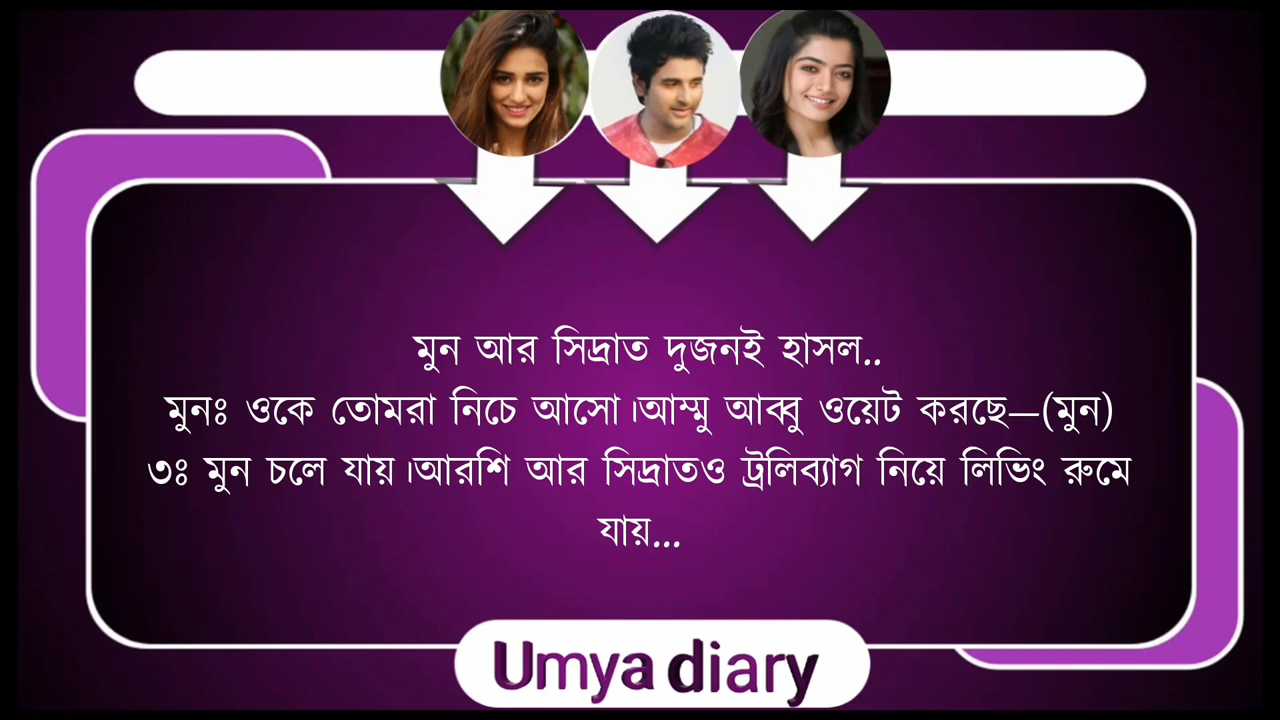 মুন আর সিদ্রাত দুজনই হাসল..
মুনঃ ওকে তোমরা নিচে আসো।আম্মু আব্বু ওয়েট করছে—(মুন)
৩ঃ মুন চলে যায়।আরশি আর সিদ্রাতও ট্রলিব্যাগ নিয়ে লিভিং রুমে
যায়...
Umya diary